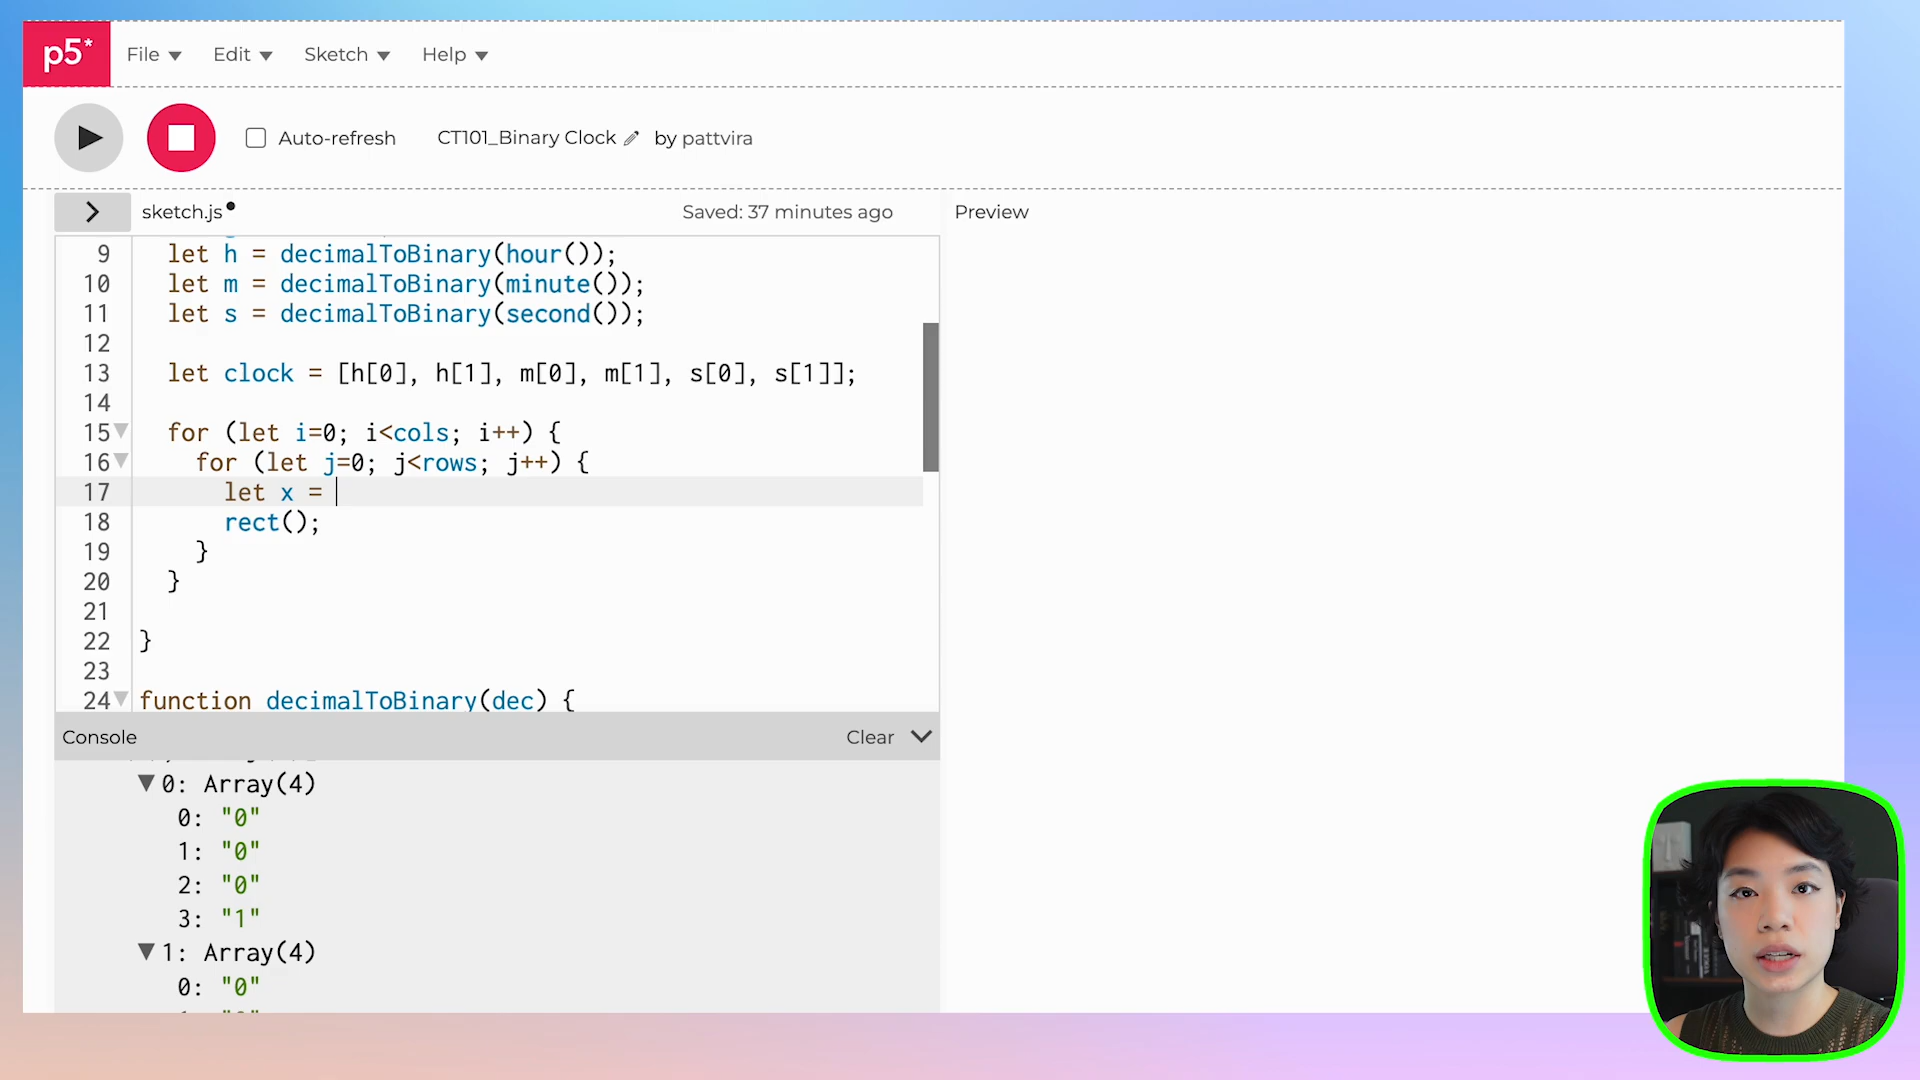 p5*
File
Edit
Sketch
Help
Auto-refresh
CT101_Binary Clock
by pattvira
sketch.js
Saved: 37 minutes ago
Preview
9 let h = decimalToBinary(hour());
10 let m = decimalToBinary(minute());
11 let s = decimalToBinary(second());
12
13 let clock = [h[0], h[1], m[0], m[1], s[0], s[1]];
14
15 for (let i=0; i<cols; i++) {
16 for (let j=0; j<rows; j++) {
17 let x =
18 rect();
19 }
20 }
21
22 }
23
24 function decimalToBinary(dec) {
Console
Clear
0: Array(4)
0: "0"
1: "0"
2: "0"
3: "1"
1: Array(4)
0: "0"